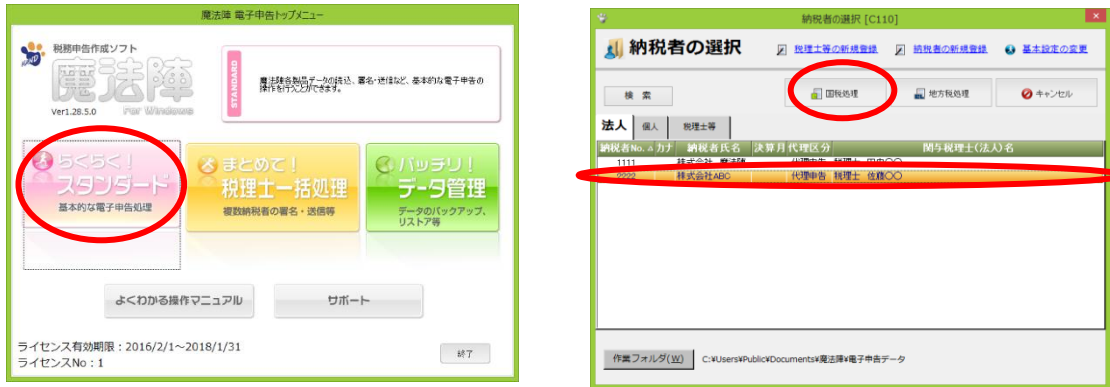 魔法陣 電子申告トップメニュー
税務申告作成ソフト
魔法陣
Ver1.28.5.0 For Windows
STANDARD
魔法陣各製品データの読込、署名・送信など、基本的な電子申告の
操作を行うことができます。
らくらく！
スタンダード
基本的な電子申告処理
まとめて！
税理士一括処理
複数納税者の署名・送信等
バッチリ！
データ管理
データのバックアップ、
リストア等
よくわかる操作マニュアル
サポート
ライセンス有効期限：2016/2/1～2018/1/31
ライセンスNo：1
終了
納税者の選択 [C110]
納税者の選択
税理士等の新規登録
納税者の新規登録
基本設定の変更
検 索
国税処理
地方税処理
キャンセル
法人 個人 税理士等
納税者No. カナ 納税者氏名 決算月 代理区分 関与税理士(法人)名
1111 株式会社 魔法陣 代理申告 税理士 田中〇〇
2222 株式会社ABC 代理申告 税理士 佐藤〇〇
作業フォルダ(W) C:¥Users¥Public¥Documents¥魔法陣¥電子申告データ